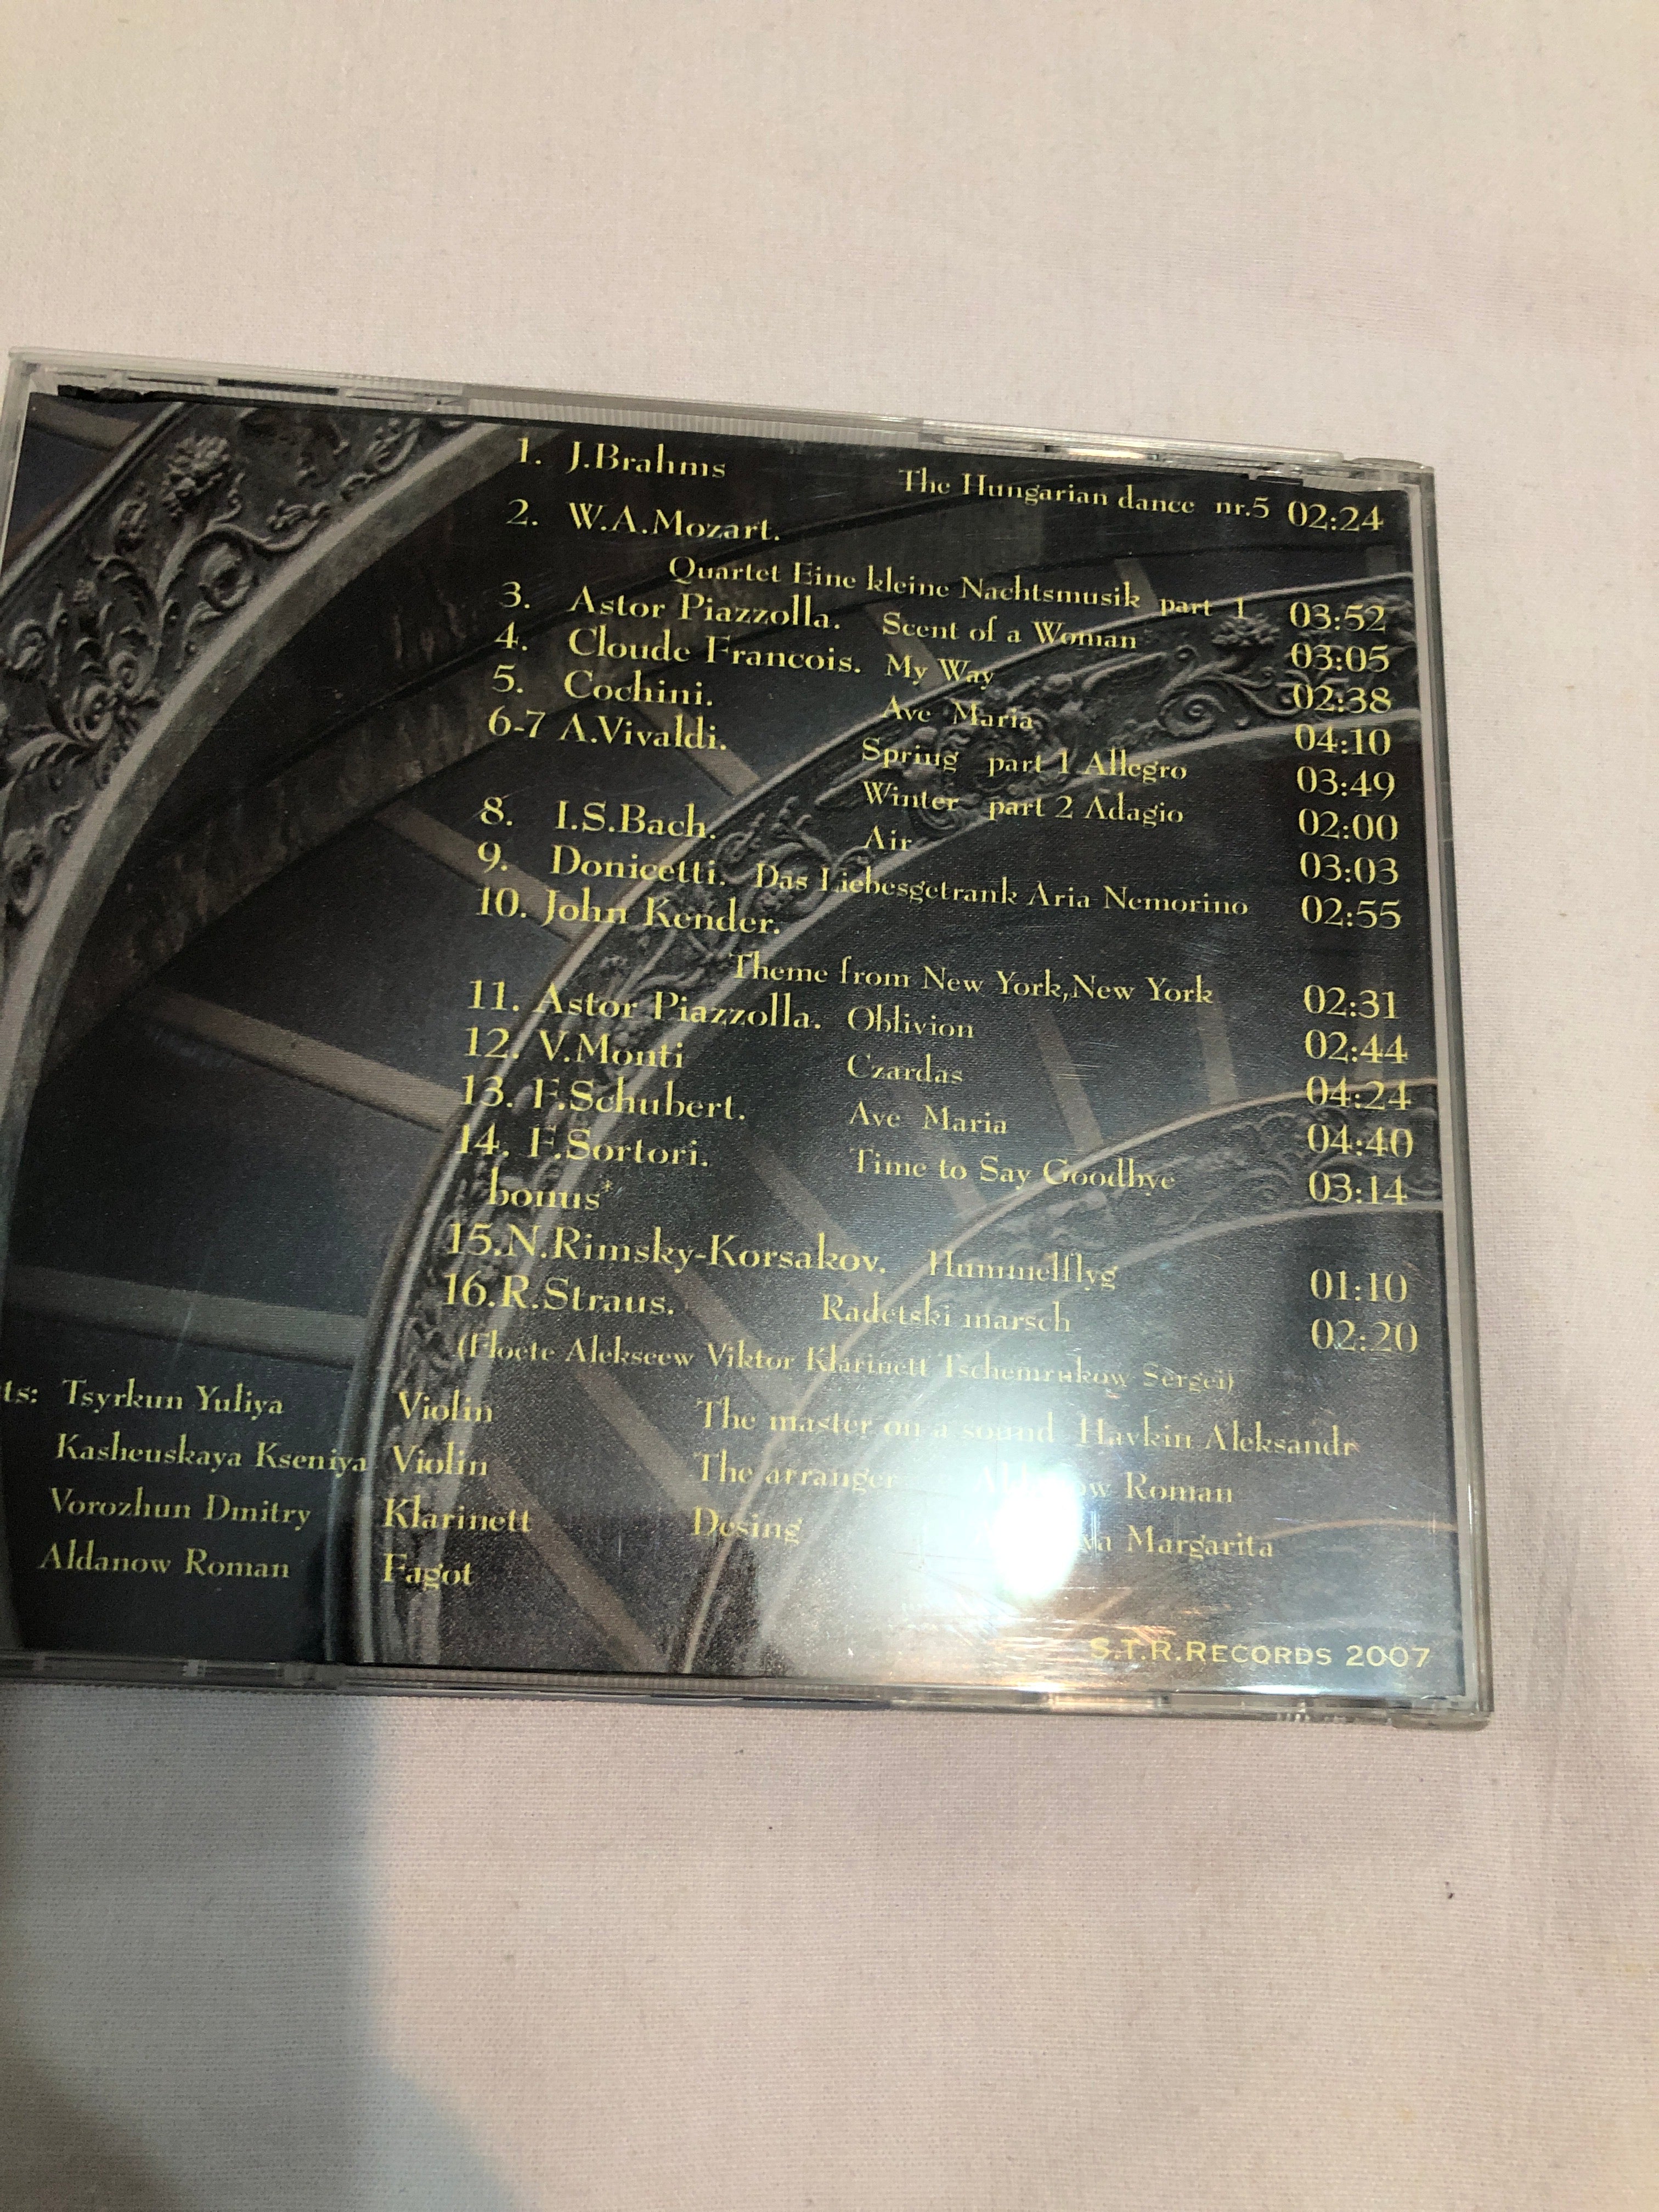 1. J.Brahms The Hungarian dance nr.5 02:24
2. W.A.Mozart.
Quartet Eine kleine Nachtsmusik part 1 03:52
3. Astor Piazzolla. Scent of a Woman 03:05
4. Cloude Francois. My Way 02:38
5. Cochini. Ave Maria 04:10
6-7 A.Vivaldi. Spring part 1 Allegro 03:49
Winter part 2 Adagio 02:00
8. I.S.Bach. Air 03:03
9. Donicetti. Das Liebesgetrank Aria Nemorino 02:55
10. John Kender.
Theme from New York,New York 02:31
11. Astor Piazzolla. Oblivion 02:44
12. V.Monti Czardas 04:24
13. F.Schubert. Ave Maria 04:40
14. F.Sortori. Time to Say Goodbye 03:14
bonus*
15.N.Rimsky-Korsakov. Hummelflyg 01:10
16.R.Straus. Radetski marsch 02:20
(Floete Alekseew Viktor Klarinett Tschemrukow Sergei)
ts: Tsyrkun Yuliya Violin The master on a sound Havkin Aleksandr
Kasheuskaya Kseniya Violin The arranger Roman
Vorozhun Dmitry Klarinett Desing Margarita
Aldanow Roman Fagot
S.T.R.RECORDS 2007